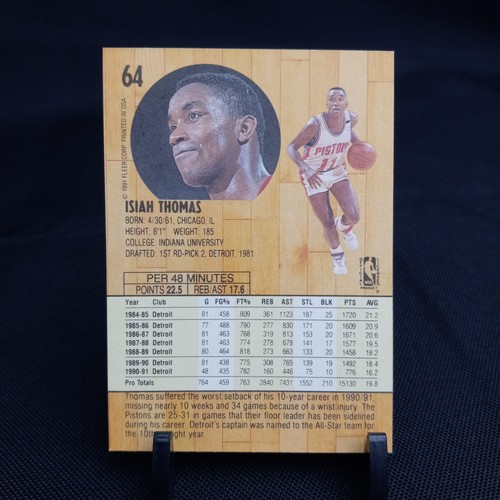 64
© 1991 FLEER CORP. PRINTED IN USA
PISTONS
11
ISIAH THOMAS
BORN: 4/30/61, CHICAGO, IL
HEIGHT: 6'1" WEIGHT: 185
COLLEGE: INDIANA UNIVERSITY
DRAFTED: 1ST RD-PICK 2, DETROIT, 1981
NBA
PER 48 MINUTES
POINTS 22.5 REB/AST 17.6
Year Club G FG% FT% REB AST STL BLK PTS AVG
1984-85 Detroit 81 458 809 361 1123 187 25 1720 21.2
1985-86 Detroit 77 488 790 277 830 171 20 1609 20.9
1986-87 Detroit 81 463 768 319 813 153 20 1671 20.6
1987-88 Detroit 81 463 774 278 678 141 17 1577 19.5
1988-89 Detroit 80 464 818 273 663 133 20 1458 18.2
1989-90 Detroit 81 438 775 308 765 139 19 1492 18.4
1990-91 Detroit 48 435 782 160 446 75 10 776 16.2
Pro Totals 764 459 763 2840 7431 1552 210 15130 19.8
Thomas suffered the worst setback of his 10-year career in 1990/91,
missing nearly 10 weeks and 34 games because of a wrist injury. The
Pistons are 25-31 in games that their floor leader has been sidelined
during his career. Detroit's captain was named to the All-Star team for
the 10th straight year.